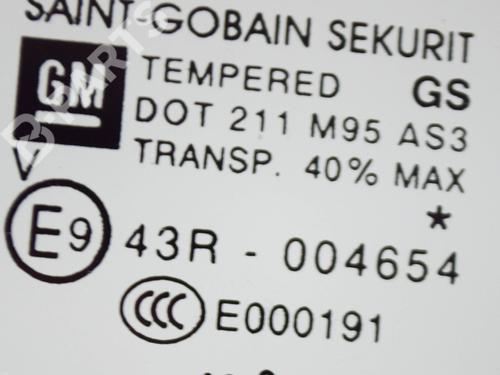 SAINT-GOBAIN SEKURIT
GM
TEMPERED GS
DOT 211 M95 AS3
TRANSP. 40% MAX
V
*
E9 43R - 004654
CCC E000191